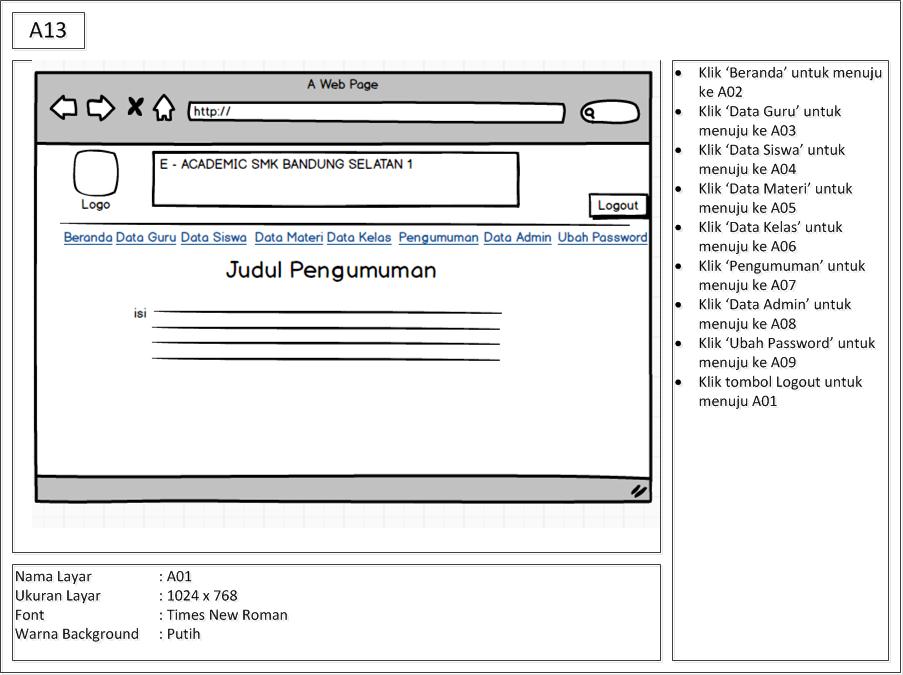 A13
A Web Page
http://
E - ACADEMIC SMK BANDUNG SELATAN 1
Logo
Logout
Beranda Data Guru Data Siswa Data Materi Data Kelas Pengumuman Data Admin Ubah Password
Judul Pengumuman
isi
• Klik ‘Beranda’ untuk menuju
ke A02
• Klik ‘Data Guru’ untuk
menuju ke A03
• Klik ‘Data Siswa’ untuk
menuju ke A04
• Klik ‘Data Materi’ untuk
menuju ke A05
• Klik ‘Data Kelas’ untuk
menuju ke A06
• Klik ‘Pengumuman’ untuk
menuju ke A07
• Klik ‘Data Admin’ untuk
menuju ke A08
• Klik ‘Ubah Password’ untuk
menuju ke A09
• Klik tombol Logout untuk
menuju A01
Nama Layar : A01
Ukuran Layar : 1024 x 768
Font : Times New Roman
Warna Background : Putih